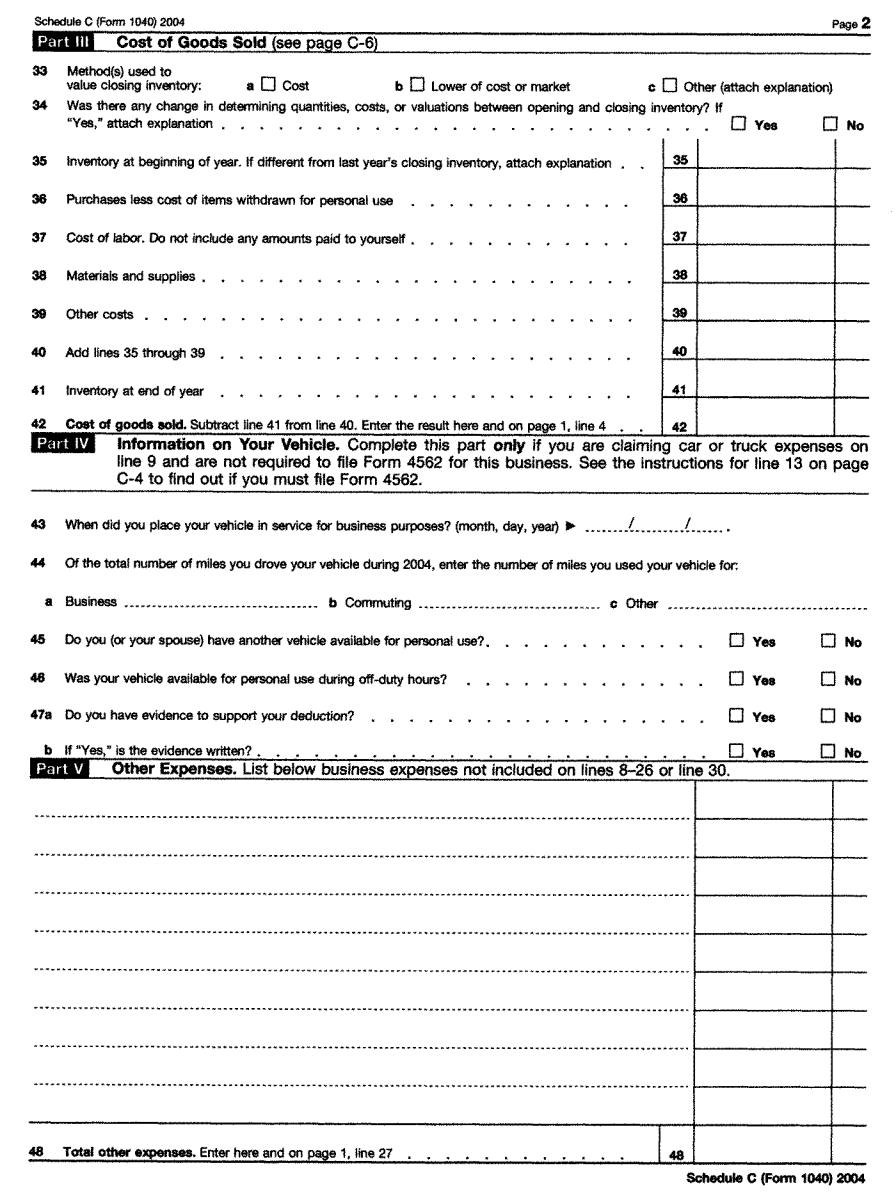 Schedule C (Form 1040) 2004 Page 2
Part III Cost of Goods Sold (see page C-6)
33 Method(s) used to
value closing inventory: a Cost b Lower of cost or market c Other (attach explanation)
34 Was there any change in determining quantities, costs, or valuations between opening and closing inventory? If
"Yes," attach explanation Yes No
35 Inventory at beginning of year. If different from last year's closing inventory, attach explanation 35
36 Purchases less cost of items withdrawn for personal use 36
37 Cost of labor. Do not include any amounts paid to yourself 37
38 Materials and supplies 38
39 Other costs 39
40 Add lines 35 through 39 40
41 Inventory at end of year 41
42 Cost of goods sold. Subtract line 41 from line 40. Enter the result here and on page 1, line 4 42
Part IV Information on Your Vehicle. Complete this part only if you are claiming car or truck expenses on
line 9 and are not required to file Form 4562 for this business. See the instructions for line 13 on page
C-4 to find out if you must file Form 4562.
43 When did you place your vehicle in service for business purposes? (month, day, year) ► / / .
44 Of the total number of miles you drove your vehicle during 2004, enter the number of miles you used your vehicle for:
a Business b Commuting c Other
45 Do you (or your spouse) have another vehicle available for personal use? Yes No
46 Was your vehicle available for personal use during off-duty hours? Yes No
47a Do you have evidence to support your deduction? Yes No
b If "Yes," is the evidence written? Yes No
Part V Other Expenses. List below business expenses not included on lines 8–26 or line 30.
48 Total other expenses. Enter here and on page 1, line 27 48
Schedule C (Form 1040) 2004